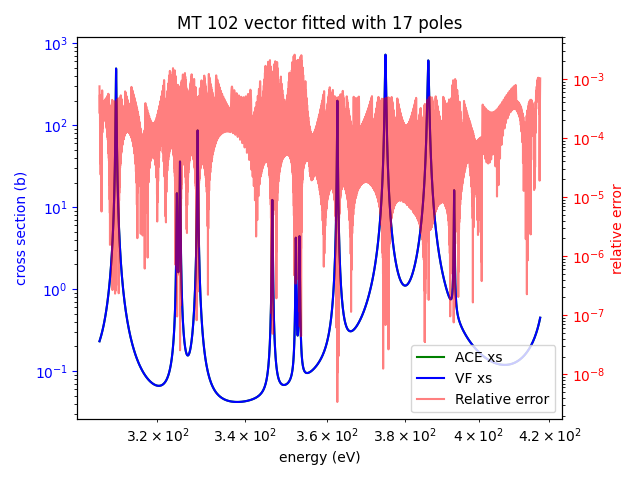 MT 102 vector fitted with 17 poles
10³
10²
10¹
10⁰
10⁻¹
cross section (b)
10⁻³
10⁻⁴
10⁻⁵
10⁻⁶
10⁻⁷
10⁻⁸
relative error
ACE xs
VF xs
Relative error
3.2 × 10² 3.4 × 10² 3.6 × 10² 3.8 × 10² 4 × 10² 4.2 × 10²
energy (eV)